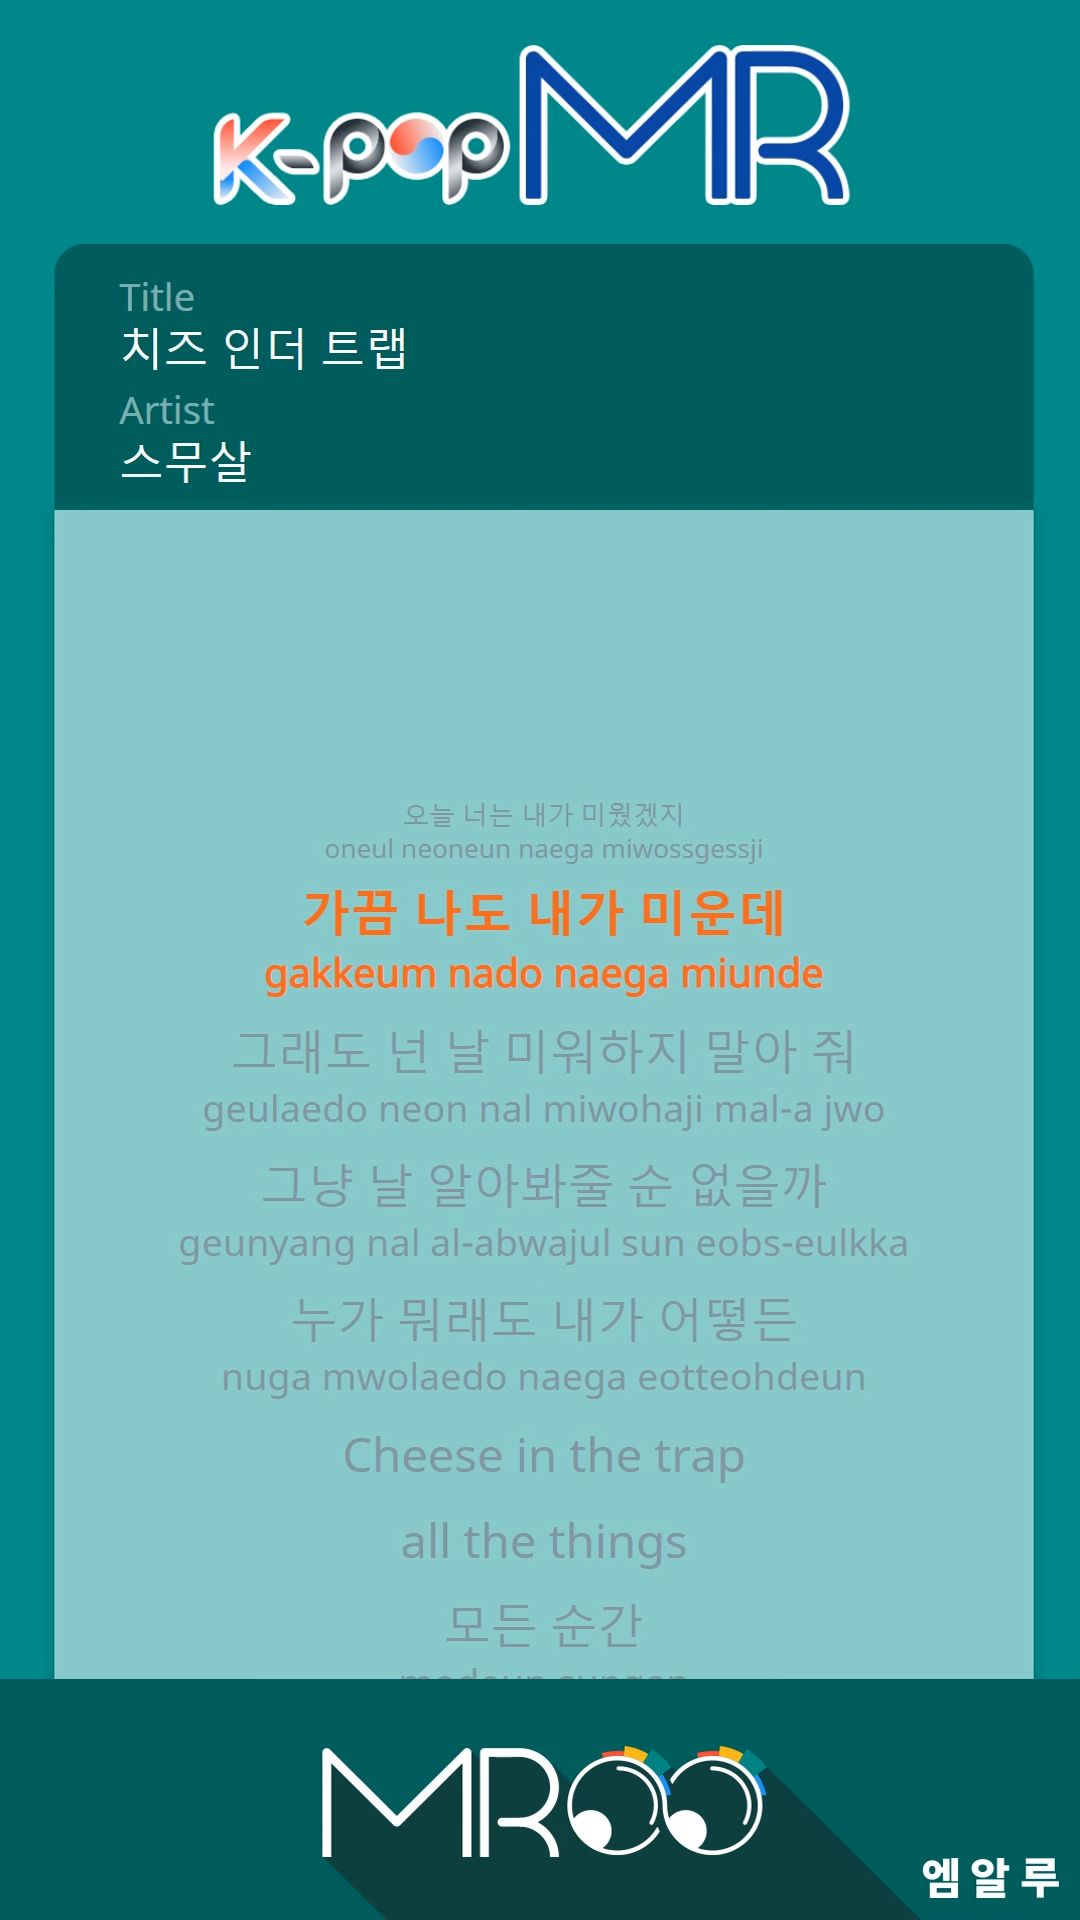 K-pop MR
Title
치즈 인더 트랩
Artist
스무살
오늘 너는 내가 미웠겠지
oneul neoneun naega miwossgessji
가끔 나도 내가 미운데
gakkeum nado naega miunde
그래도 넌 날 미워하지 말아 줘
geulaedo neon nal miwohaji mal-a jwo
그냥 날 알아봐줄 순 없을까
geunyang nal al-abwajul sun eobs-eulkka
누가 뭐래도 내가 어떻든
nuga mwolaedo naega eotteohdeun
Cheese in the trap
all the things
모든 순간
modeun sungan
MROO
엠알루